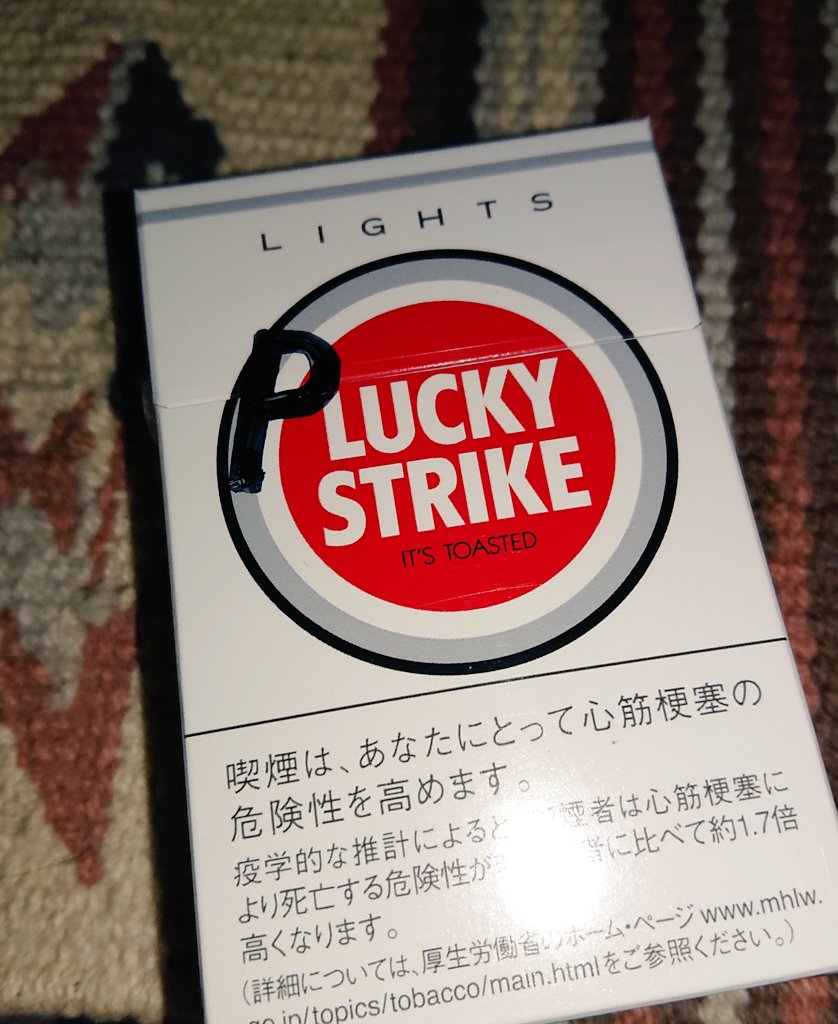 LIGHTS
P
LUCKY
STRIKE
IT'S TOASTED
喫煙は、あなたにとって心筋梗塞の
危険性を高めます。
疫学的な推計によると 煙者は心筋梗塞に
より死亡する危険性が 者に比べて約1.7倍
高くなります。
(詳細については、厚生労働省のホーム・ページ www.mhlw.
go.jp/topics/tobacco/main.htmlをご参照ください。)